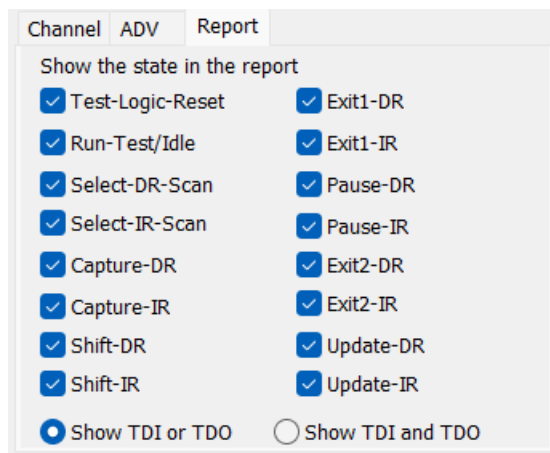 Channel ADV Report
Show the state in the report
Test-Logic-Reset Exit1-DR
Run-Test/Idle Exit1-IR
Select-DR-Scan Pause-DR
Select-IR-Scan Pause-IR
Capture-DR Exit2-DR
Capture-IR Exit2-IR
Shift-DR Update-DR
Shift-IR Update-IR
Show TDI or TDO Show TDI and TDO